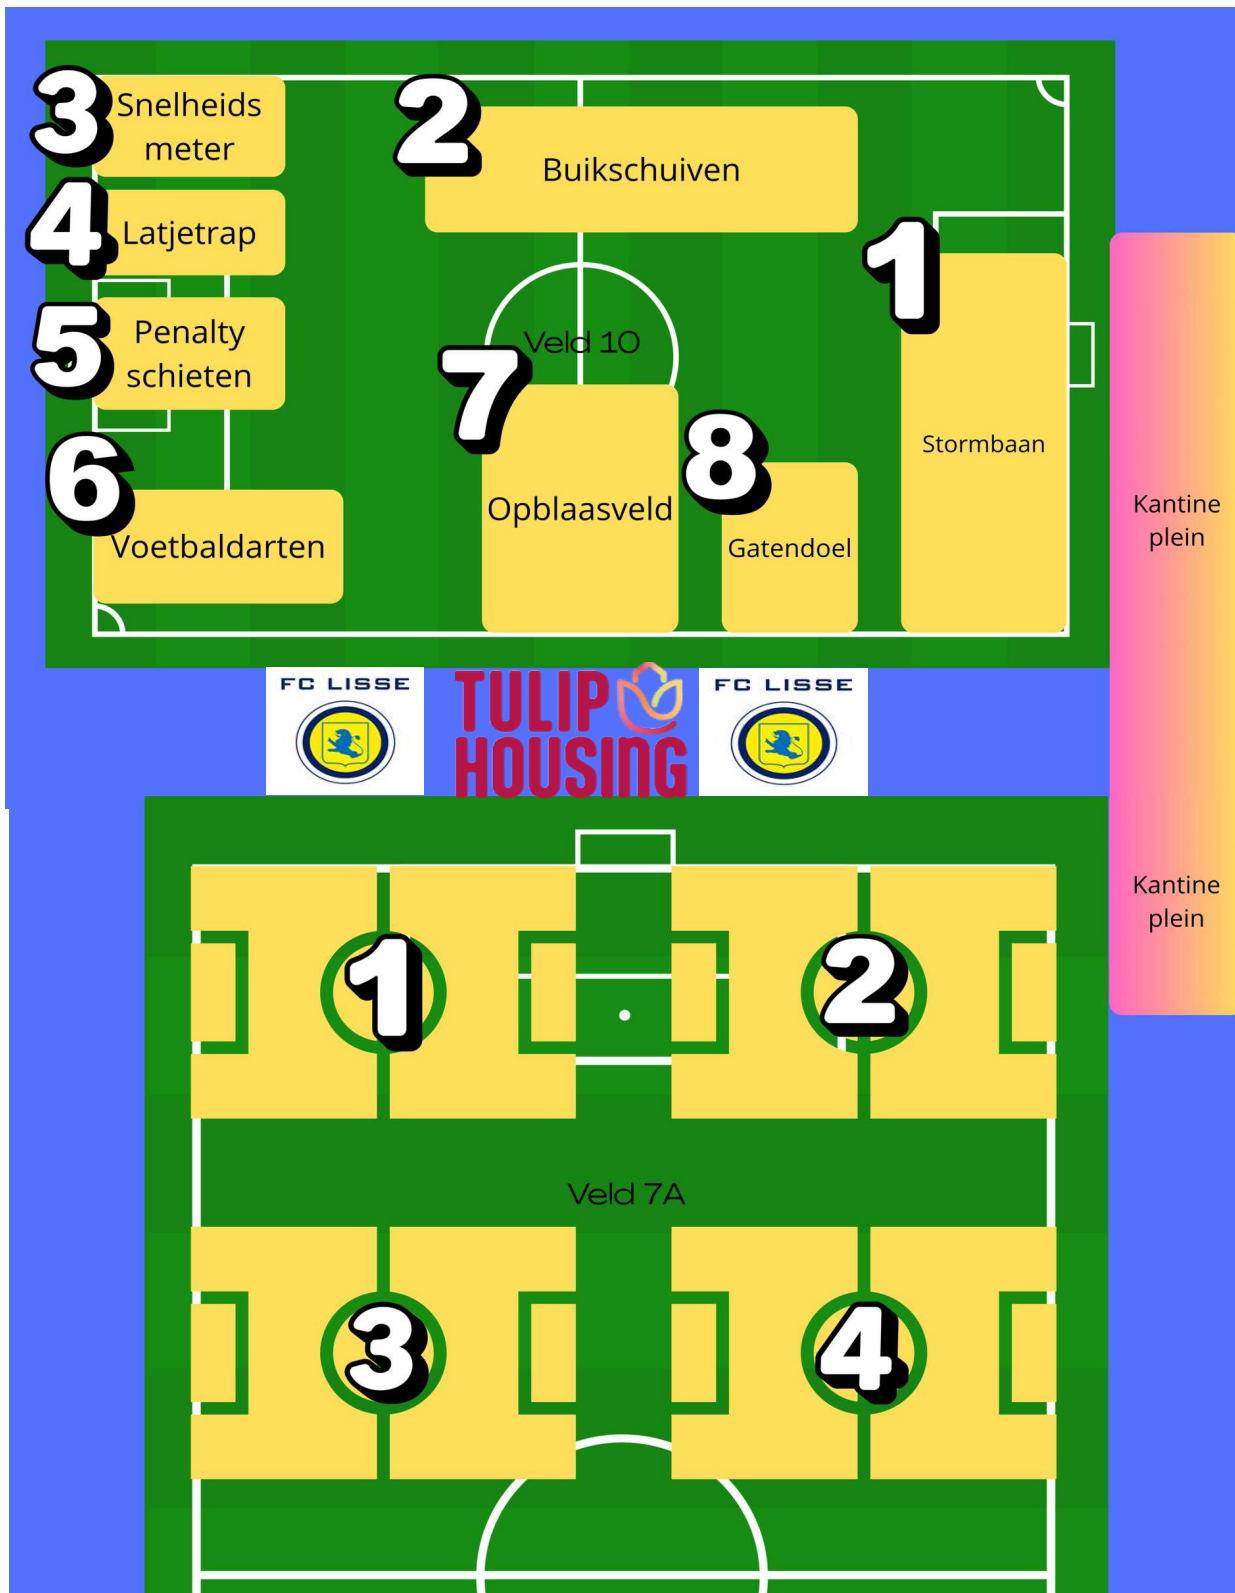 3
Snelheids
meter
2
Buikschuiven
4
Latjetrap
1
Stormbaan
5
Penalty
schieten
Veld 10
7
Opblaasveld
8
Gatendoel
6
Voetbaldarten
Kantine
plein
FC LISSE
TULIP
HOUSING
FC LISSE
Kantine
plein
1
2
Veld 7A
3
4